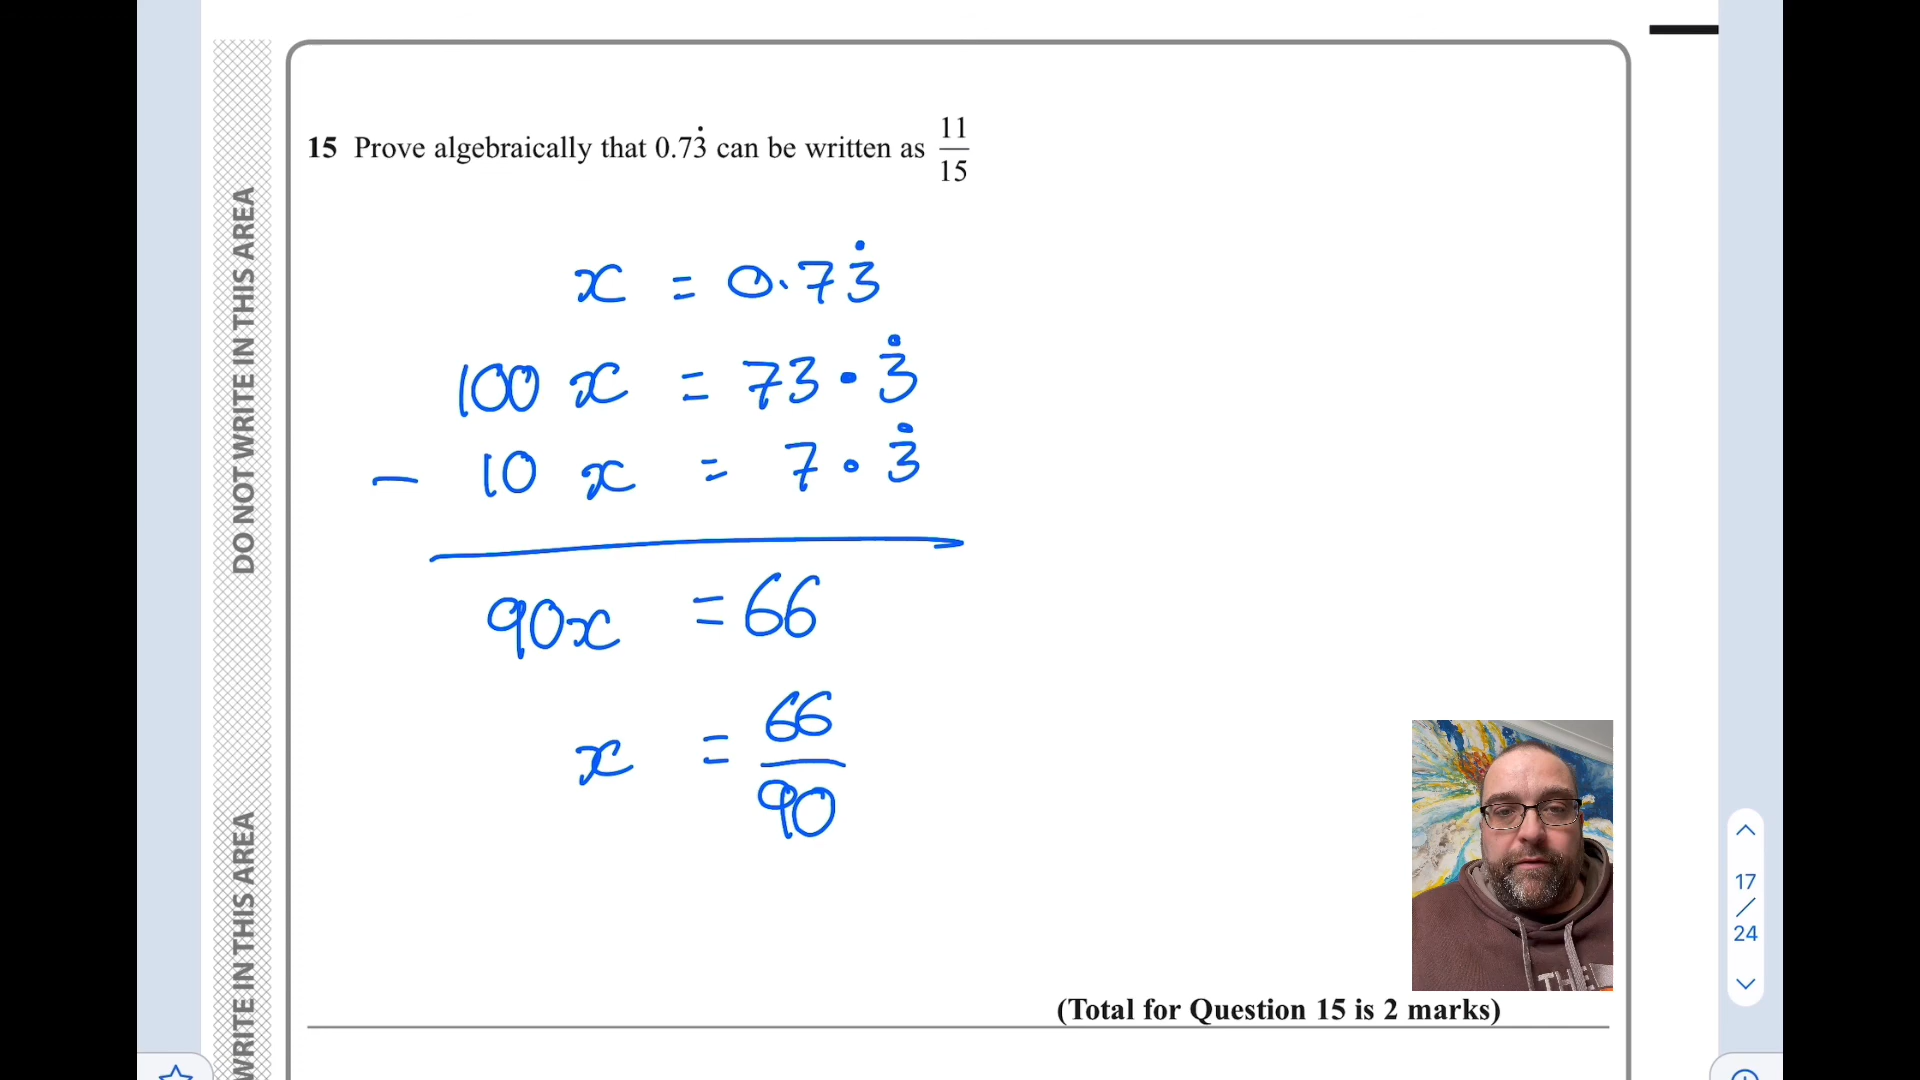 15 Prove algebraically that 0.73̇ can be written as 11/15
x = 0.73̇
100x = 73.3̇
- 10x = 7.3̇
90x = 66
x = 66/90
(Total for Question 15 is 2 marks)
DO NOT WRITE IN THIS AREA
WRITE IN THIS AREA
THE
17
/
24